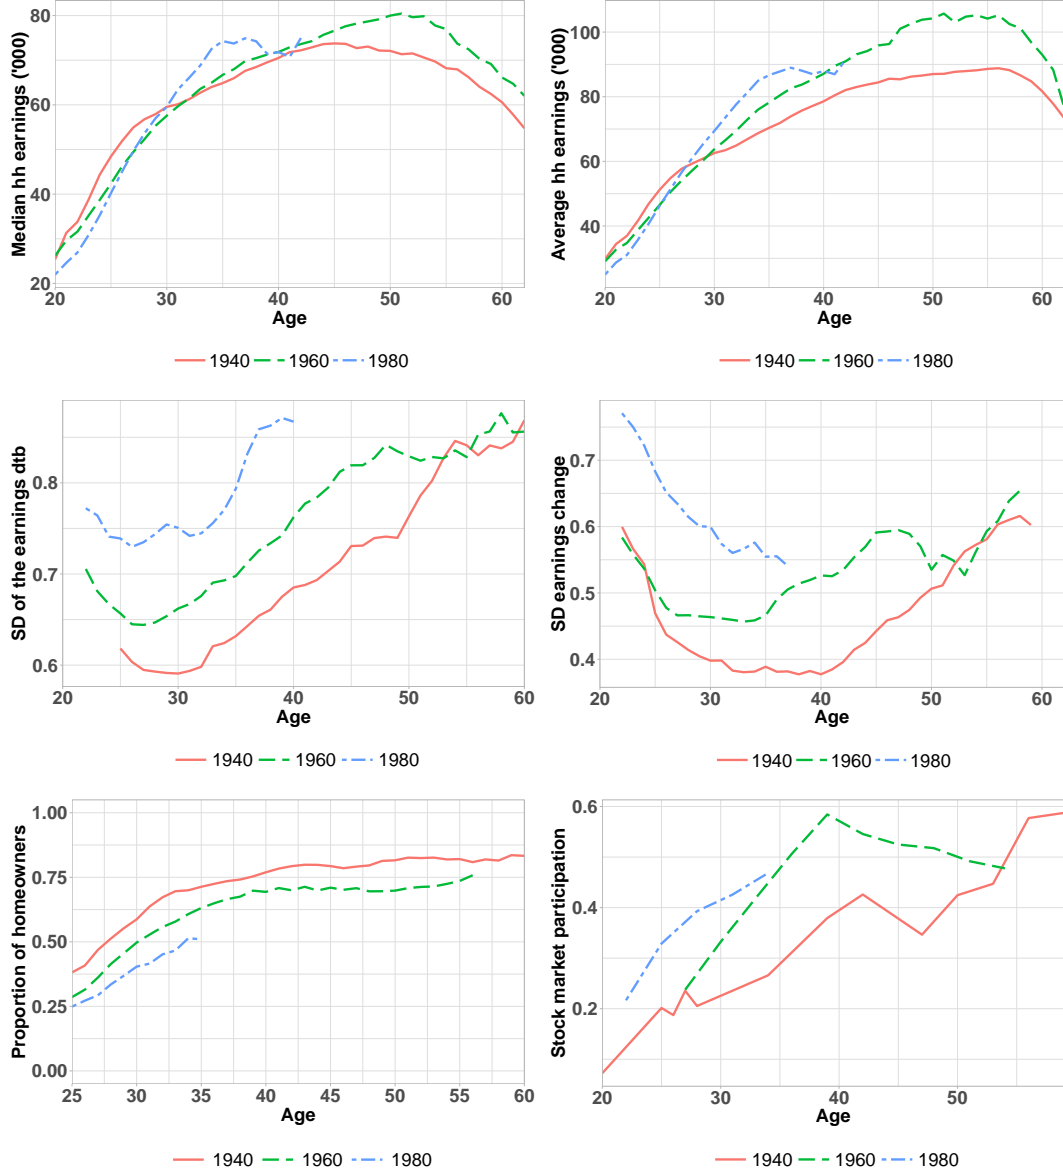 Median hh earnings ('000)
80
60
40
20
20 30 40 50 60
Age
1940 1960 1980
Average hh earnings ('000)
100
80
60
40
20 30 40 50 60
Age
1940 1960 1980
SD of the earnings dtb
0.8
0.7
0.6
20 30 40 50 60
Age
1940 1960 1980
SD earnings change
0.7
0.6
0.5
0.4
20 30 40 50 60
Age
1940 1960 1980
Proportion of homeowners
1.00
0.75
0.50
0.25
0.00
25 30 35 40 45 50 55 60
Age
1940 1960 1980
Stock market participation
0.6
0.4
0.2
20 30 40 50
Age
1940 1960 1980